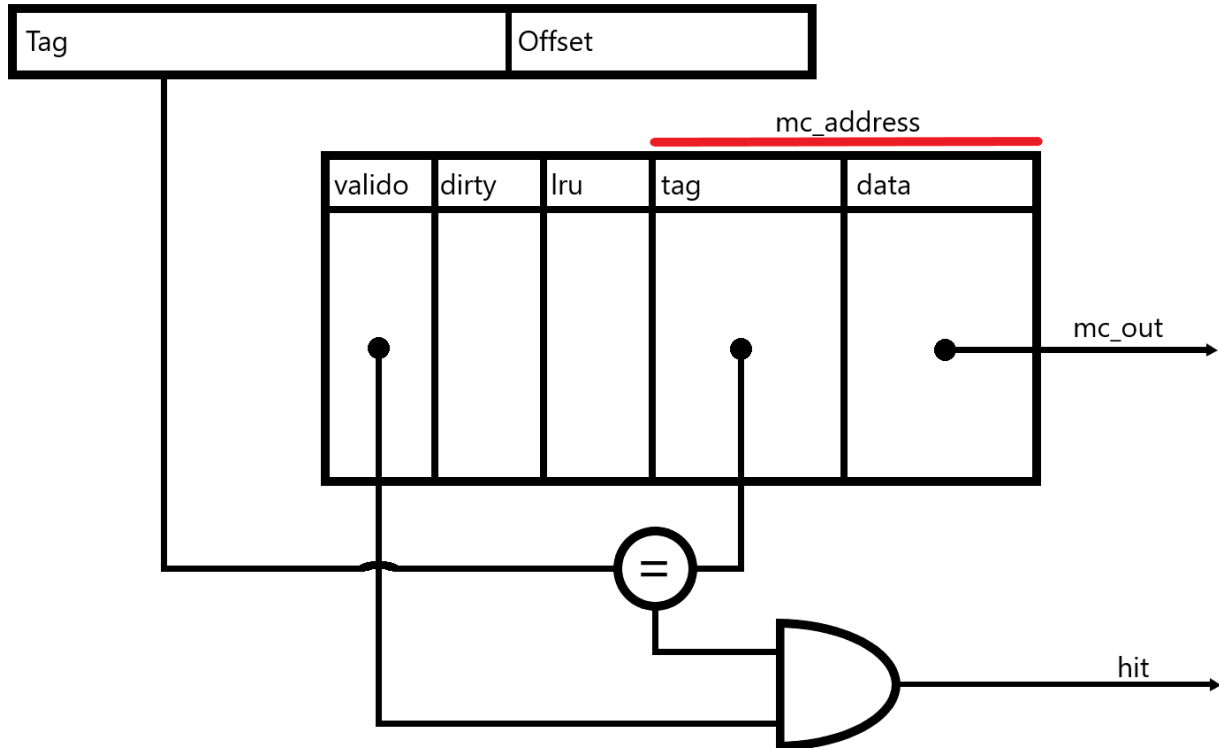 Tag
Offset
mc_address
valido
dirty
lru
tag
data
mc_out
=
hit